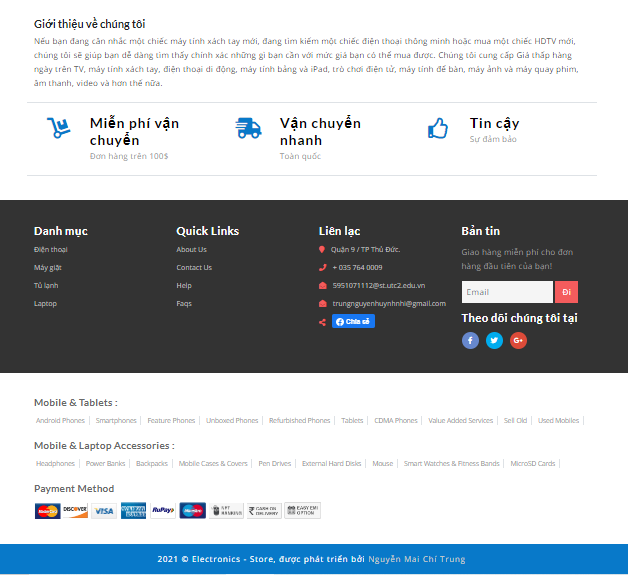 Giới thiệu về chúng tôi
Nếu bạn đang cân nhắc một chiếc máy tính xách tay mới, đang tìm kiếm một chiếc điện thoại thông minh hoặc mua một chiếc HDTV mới,
chúng tôi sẽ giúp bạn dễ dàng tìm thấy chính xác những gì bạn cần với mức giá bạn có thể mua được. Chúng tôi cung cấp Giá thấp hàng
ngày trên TV, máy tính xách tay, điện thoại di động, máy tính bảng và iPad, trò chơi điện tử, máy tính để bàn, máy ảnh và máy quay phim,
âm thanh, video và hơn thế nữa.
Miễn phí vận
chuyển
Đơn hàng trên 100$
Vận chuyển
nhanh
Toàn quốc
Tin cậy
Sự đảm bảo
Danh mục
Điện thoại
Máy giặt
Tủ lạnh
Laptop
Quick Links
About Us
Contact Us
Help
Faqs
Liên lạc
Quận 9 / TP Thủ Đức.
+ 035 764 0009
5951071112@st.utc2.edu.vn
trungnguyenhuynhnhi@gmail.com
Chia sẻ
Bản tin
Giao hàng miễn phí cho đơn
hàng đầu tiên của bạn!
Email Đi
Theo dõi chúng tôi tại
Mobile & Tablets :
Android Phones Smartphones Feature Phones Unboxed Phones Refurbished Phones Tablets CDMA Phones Value Added Services Sell Old Used Mobiles
Mobile & Laptop Accessories :
Headphones Power Banks Backpacks Mobile Cases & Covers Pen Drives External Hard Disks Mouse Smart Watches & Fitness Bands MicroSD Cards
Payment Method
DISCOVER VISA RuPay Maestro NET BANKING CASH ON DELIVERY EASY EMI OPTION
2021 © Electronics - Store, được phát triển bởi Nguyễn Mai Chí Trung